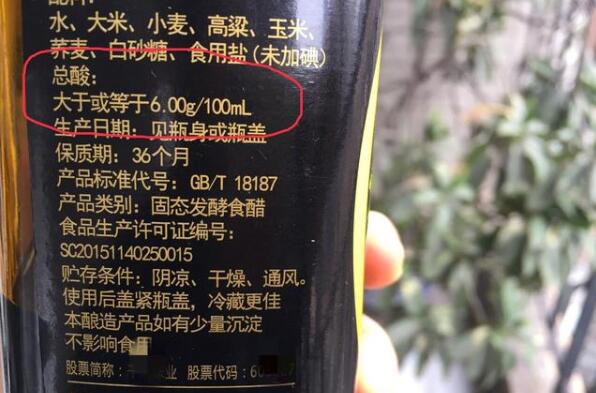 配料:
水、大米、小麦、高粱、玉米、
荞麦、白砂糖、食用盐(未加碘)
总酸:
大于或等于6.00g/100mL
生产日期: 见瓶身或瓶盖
保质期: 36个月
产品标准代号: GB/T 18187
产品类别: 固态发酵食醋
食品生产许可证编号:
SC20151140250015
贮存条件: 阴凉、干燥、通风。
使用后盖紧瓶盖, 冷藏更佳
本酿造产品如有少量沉淀
不影响食用
股票简称: 业 股票代码: 60